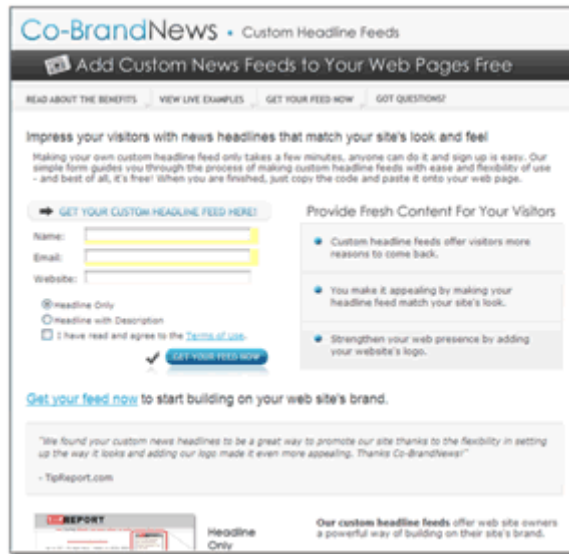 Co-BrandNews • Custom Headline Feeds
Add Custom News Feeds to Your Web Pages Free
READ ABOUT THE BENEFITS VIEW LIVE EXAMPLES GET YOUR FEED NOW GOT QUESTIONS?
Impress your visitors with news headlines that match your site's look and feel
Making your own custom headline feed only takes a few minutes, anyone can do it and sign up is easy. Our
simple form guides you through the process of making custom headline feeds with ease and flexibility of use
- and best of all, it's free! When you are finished, just copy the code and paste it onto your web page.
GET YOUR CUSTOM HEADLINE FEED HERE!
Name:
Email:
Website:
Headline Only
Headline with Description
I have read and agree to the Terms of use.
GET YOUR FEED NOW
Provide Fresh Content For Your Visitors
Custom headline feeds offer visitors more
reasons to come back.
You make it appealing by making your
headline feed match your site's look.
Strengthen your web presence by adding
your website's logo.
Get your feed now to start building on your web site's brand.
"We found your custom news headlines to be a great way to promote our site thanks to the flexibility in setting
up the way it looks and adding our logo made it even more appealing. Thanks Co-BrandNews!"
- TipReport.com
TIPREPORT
Headline
Only
Our custom headline feeds offer web site owners
a powerful way of building on their site's brand.